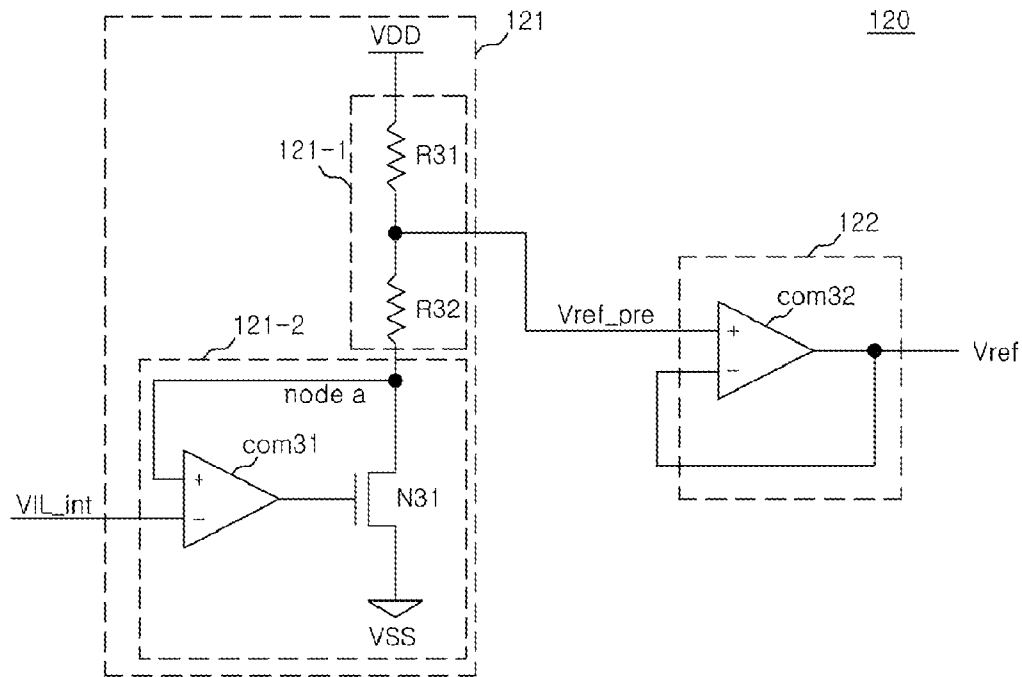 121
120
VDD
121-1
R31
122
R32
com32
Vref_pre
+
−
Vref
121-2
node a
com31
+
−
VIL_int
N31
VSS